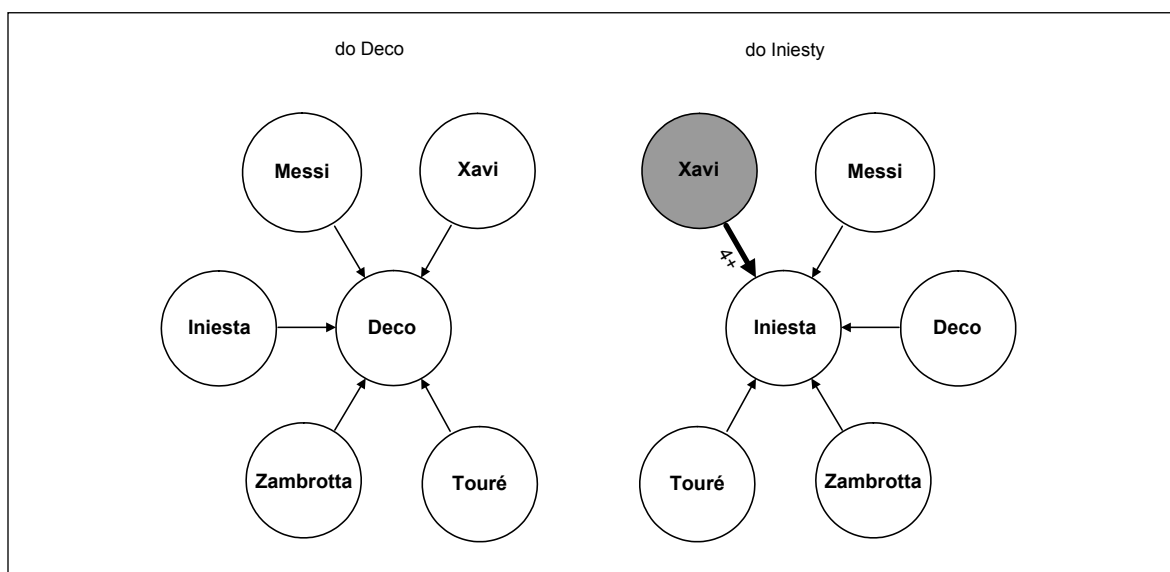 do Deco
do Iniesty
Messi
Xavi
Iniesta
Deco
Zambrotta
Touré
Xavi
Messi
4+
Iniesta
Deco
Touré
Zambrotta